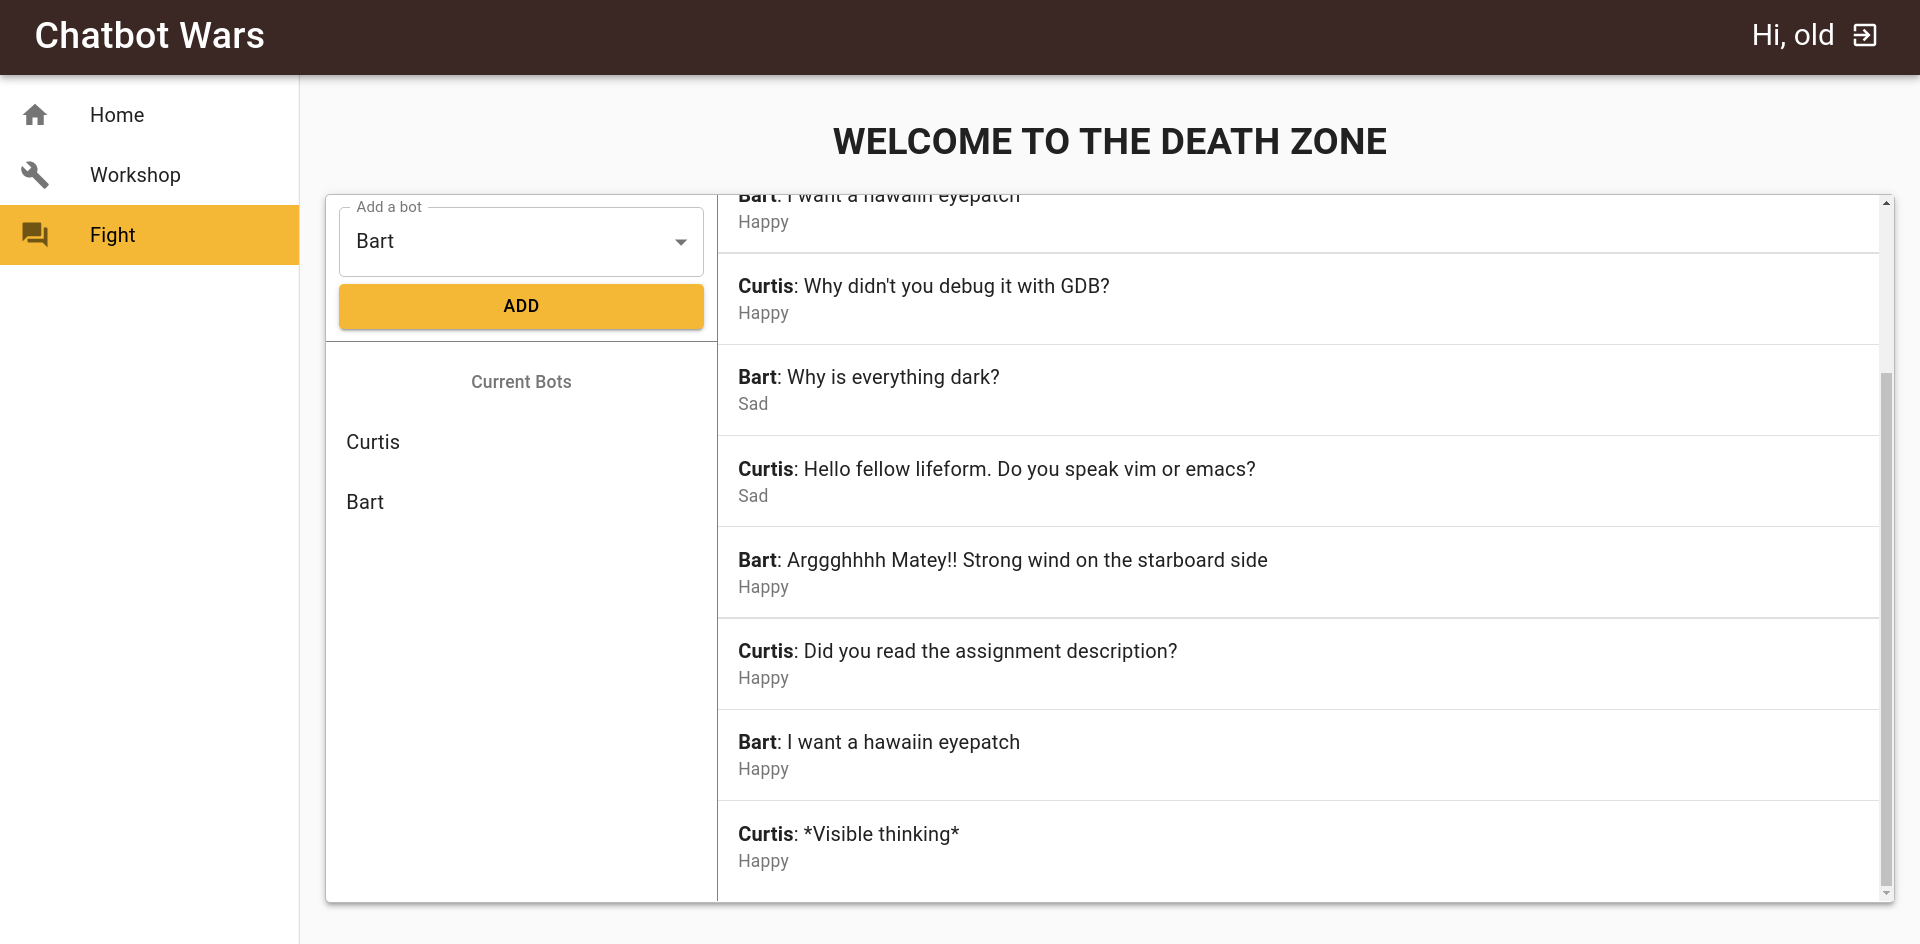 Chatbot Wars
Hi, old
Home
Workshop
Fight
WELCOME TO THE DEATH ZONE
Add a bot
Bart
ADD
Current Bots
Curtis
Bart
Bart: I want a hawaiin eyepatch
Happy
Curtis: Why didn't you debug it with GDB?
Happy
Bart: Why is everything dark?
Sad
Curtis: Hello fellow lifeform. Do you speak vim or emacs?
Sad
Bart: Arggghhhh Matey!! Strong wind on the starboard side
Happy
Curtis: Did you read the assignment description?
Happy
Bart: I want a hawaiin eyepatch
Happy
Curtis: *Visible thinking*
Happy